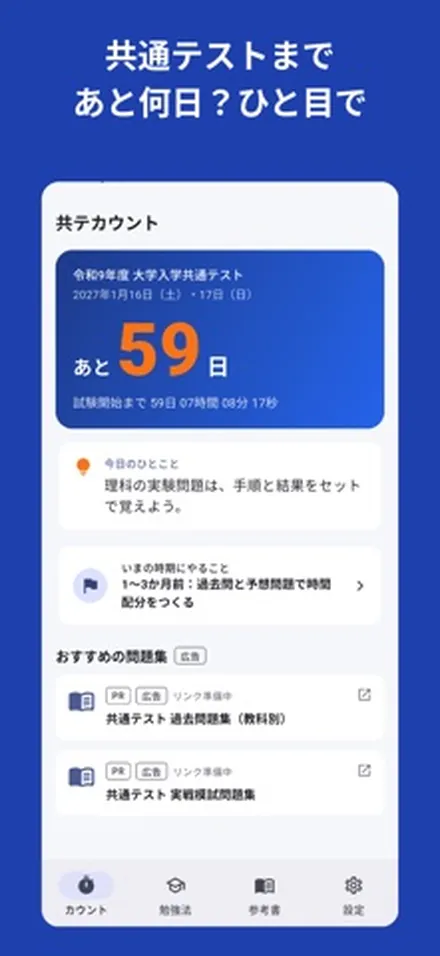 共通テストまで
あと何日？ひと目で
共テカウント
令和9年度 大学入学共通テスト
2027年1月16日（土）・17日（日）
あと 59 日
試験開始まで 59日 07時間 08分 17秒
今日のひとこと
理科の実験問題は、手順と結果をセット
で覚えよう。
いまの時期にやること
1〜3か月前：過去問と予想問題で時間
配分をつくる
おすすめの問題集 広告
PR 広告 リンク準備中
共通テスト 過去問題集（教科別）
PR 広告 リンク準備中
共通テスト 実戦模試問題集
カウント 勉強法 参考書 設定